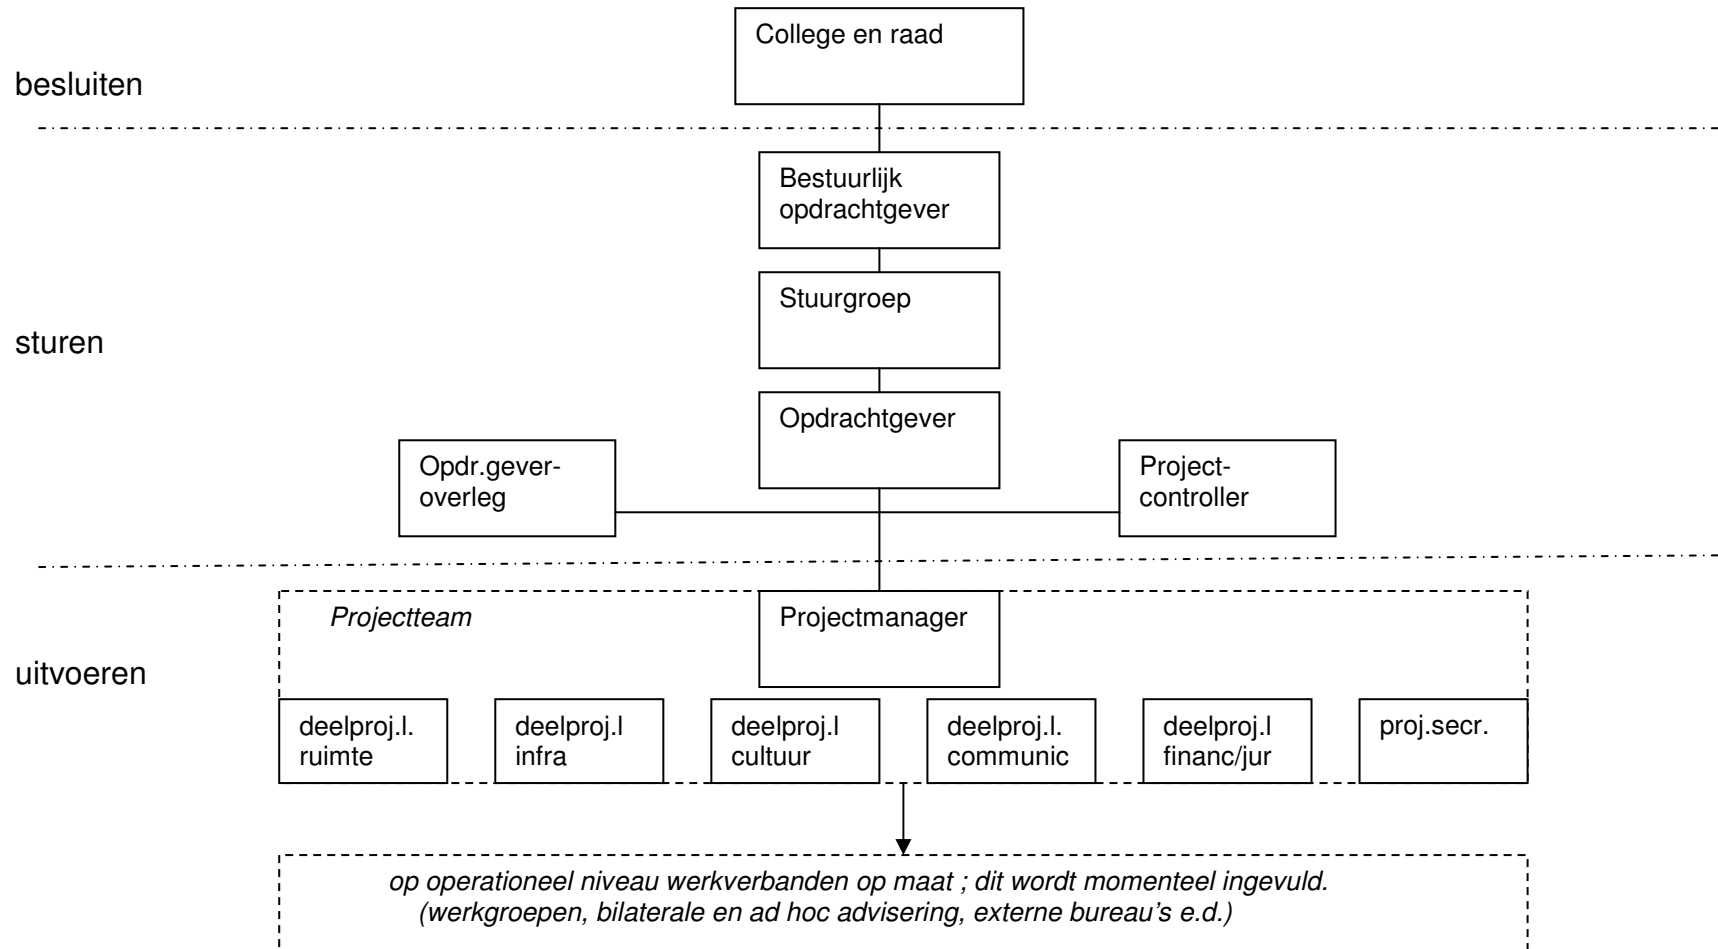 College en raad
besluiten
Bestuurlijk
opdrachtgever
Stuurgroep
sturen
Opdrachtgever
Opdr.gever-
overleg
Project-
controller
Projectteam
Projectmanager
uitvoeren
deelproj.l.
ruimte
deelproj.l
infra
deelproj.l
cultuur
deelproj.l.
communic
deelproj.l
financ/jur
proj.secr.
op operationeel niveau werkverbanden op maat ; dit wordt momenteel ingevuld.
(werkgroepen, bilaterale en ad hoc advisering, externe bureau's e.d.)